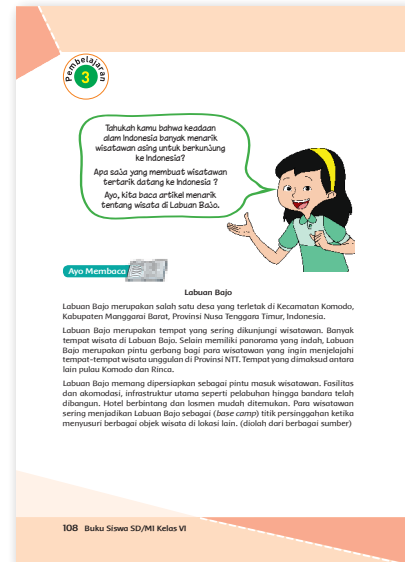 Pembelajaran
3
Tahukah kamu bahwa keadaan
alam Indonesia banyak menarik
wisatawan asing untuk berkunjung
ke Indonesia?
Apa saja yang membuat wisatawan
tertarik datang ke Indonesia ?
Ayo, kita baca artikel menarik
tentang wisata di Labuan Bajo.
Ayo Membaca
Labuan Bajo
Labuan Bajo merupakan salah satu desa yang terletak di Kecamatan Komodo,
Kabupaten Manggarai Barat, Provinsi Nusa Tenggara Timur, Indonesia.
Labuan Bajo merupakan tempat yang sering dikunjungi wisatawan. Banyak
tempat wisata di Labuan Bajo. Selain memiliki panorama yang indah, Labuan
Bajo merupakan pintu gerbang bagi para wisatawan yang ingin menjelajahi
tempat-tempat wisata unggulan di Provinsi NTT. Tempat yang dimaksud antara
lain pulau Komodo dan Rinca.
Labuan Bajo memang dipersiapkan sebagai pintu masuk wisatawan. Fasilitas
dan akomodasi, infrastruktur utama seperti pelabuhan hingga bandara telah
dibangun. Hotel berbintang dan losmen mudah ditemukan. Para wisatawan
sering menjadikan Labuan Bajo sebagai (base camp) titik persinggahan ketika
menyusuri berbagai objek wisata di lokasi lain. (diolah dari berbagai sumber)
108 Buku Siswa SD/MI Kelas VI